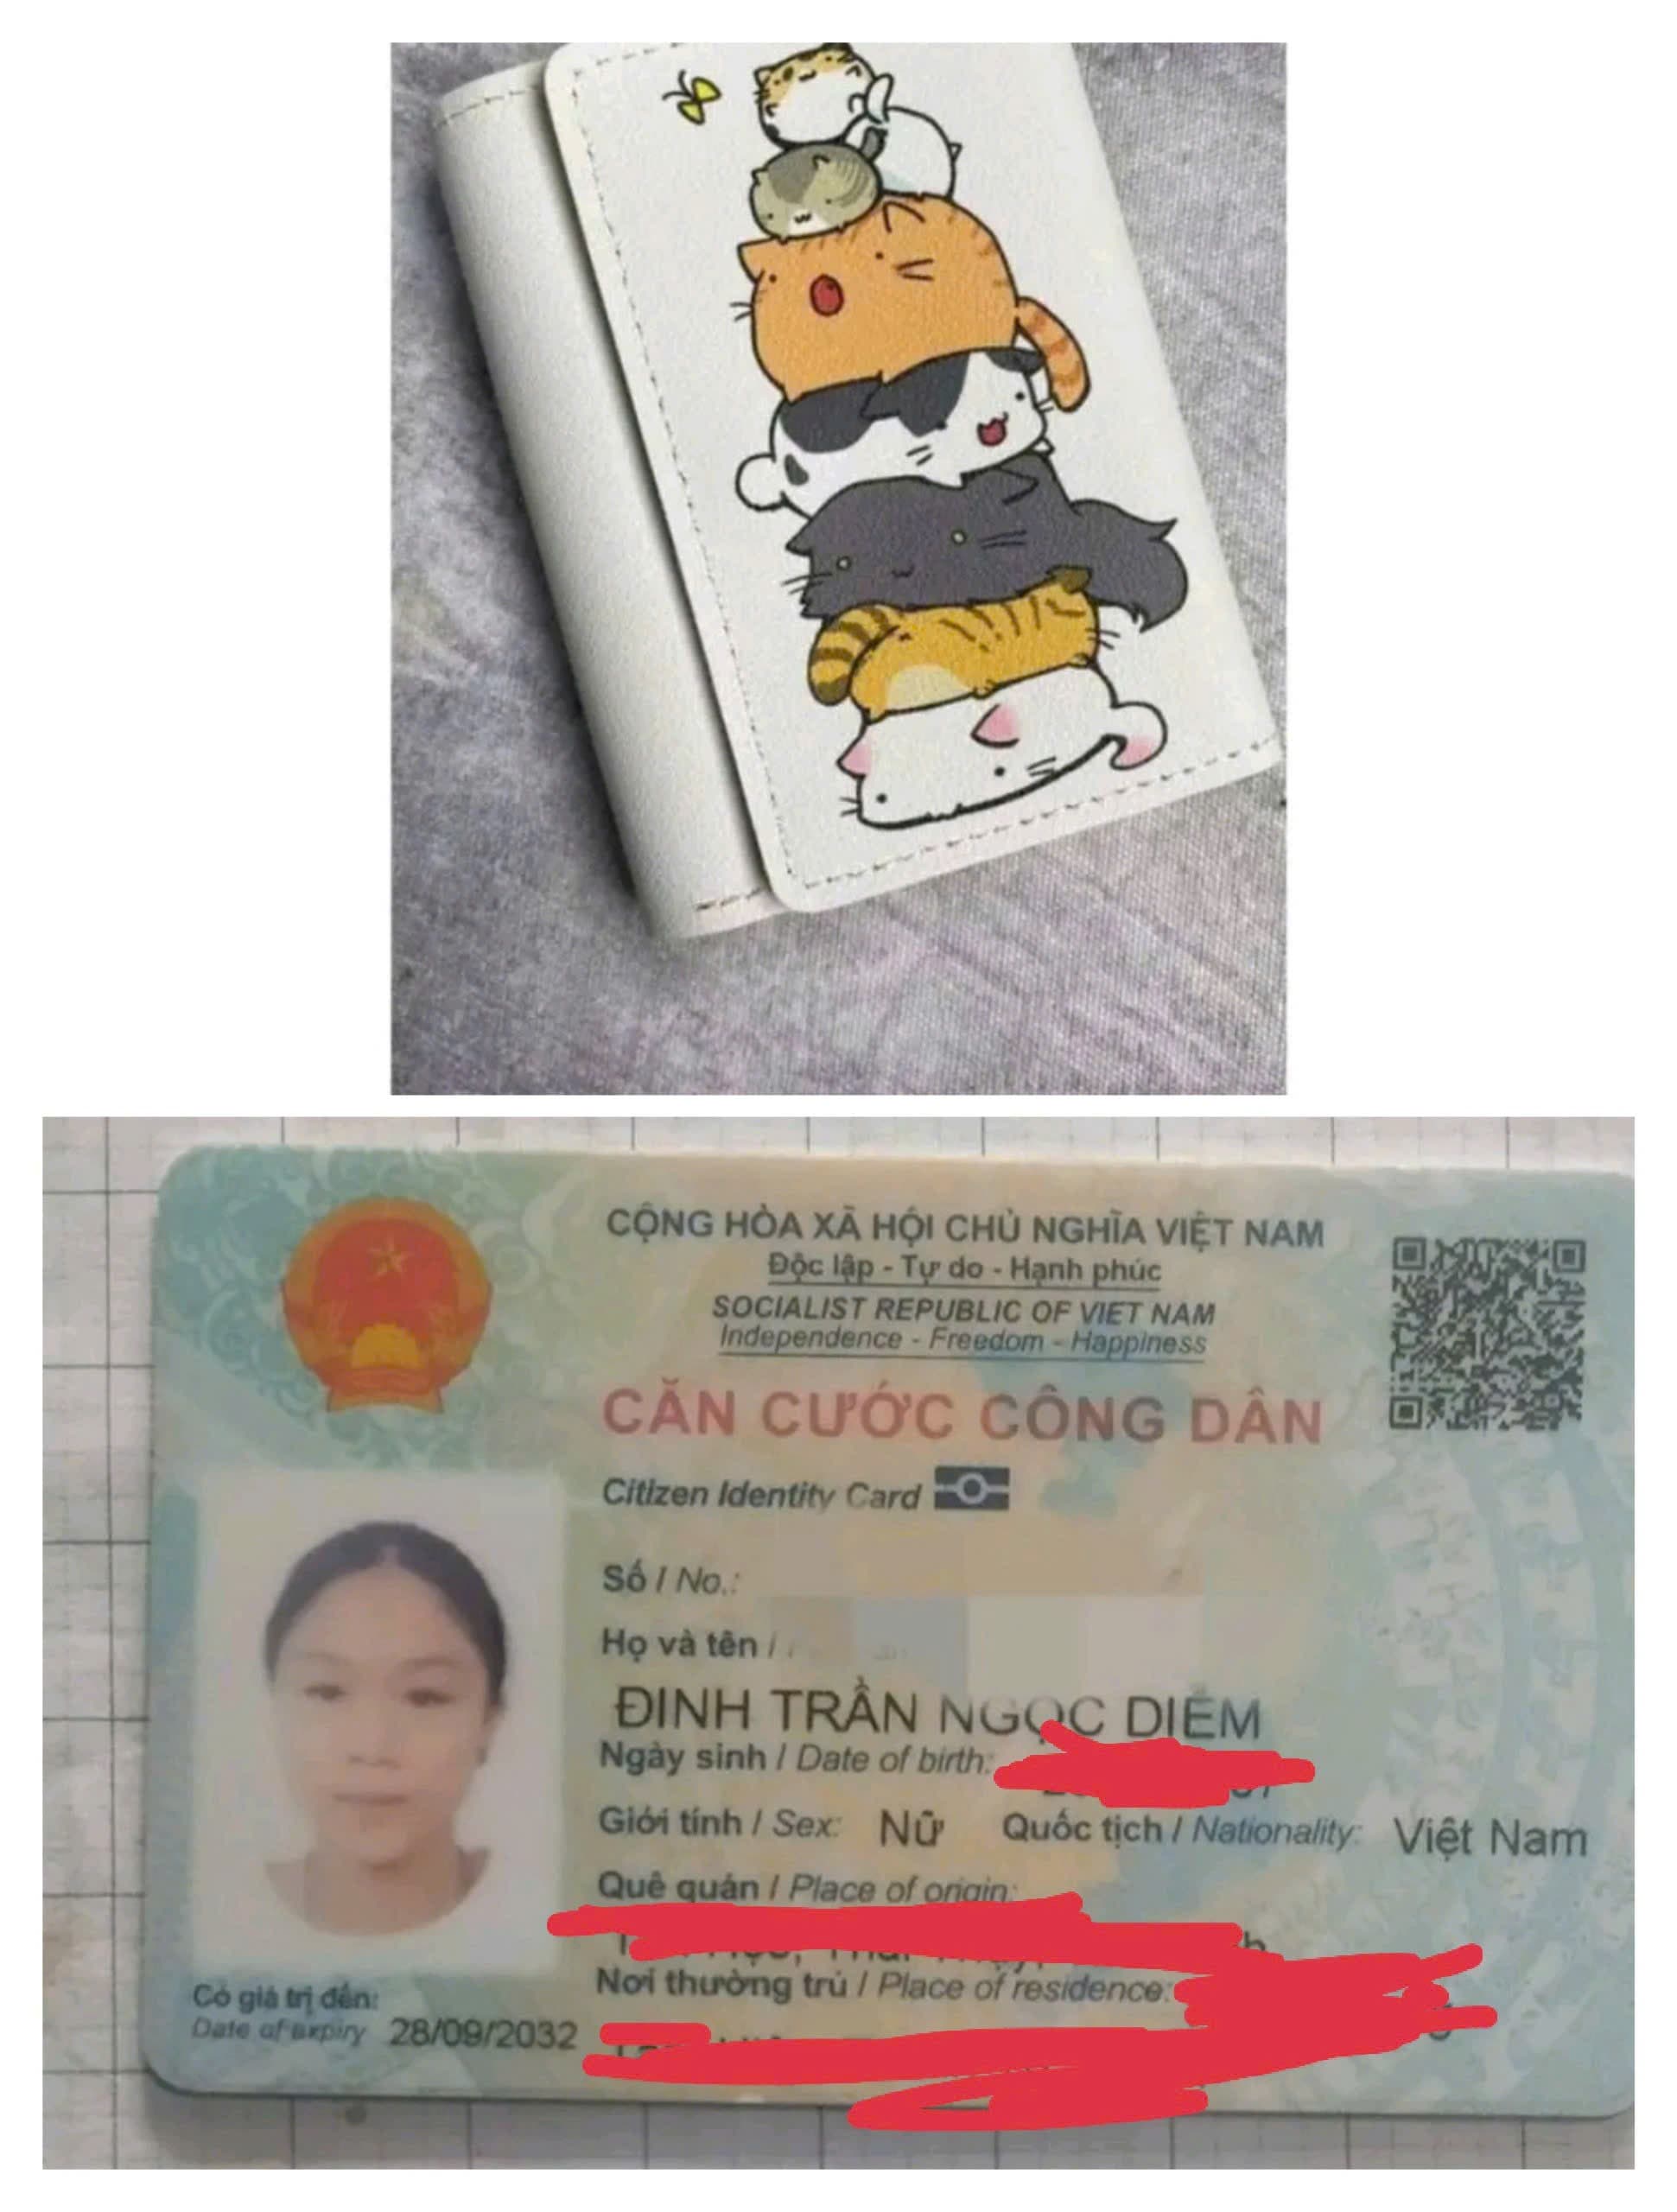 CỘNG HÒA XÃ HỘI CHỦ NGHĨA VIỆT NAM
Độc lập - Tự do - Hạnh phúc
SOCIALIST REPUBLIC OF VIET NAM
Independence - Freedom - Happiness
CĂN CƯỚC CÔNG DÂN
Citizen Identity Card
Số / No.:
Họ và tên /
ĐINH TRẦN NGỌC DIỄM
Ngày sinh / Date of birth:
Giới tính / Sex: Nữ Quốc tịch / Nationality: Việt Nam
Quê quán / Place of origin:
Nơi thường trú / Place of residence:
Có giá trị đến:
Date of expiry 28/09/2032